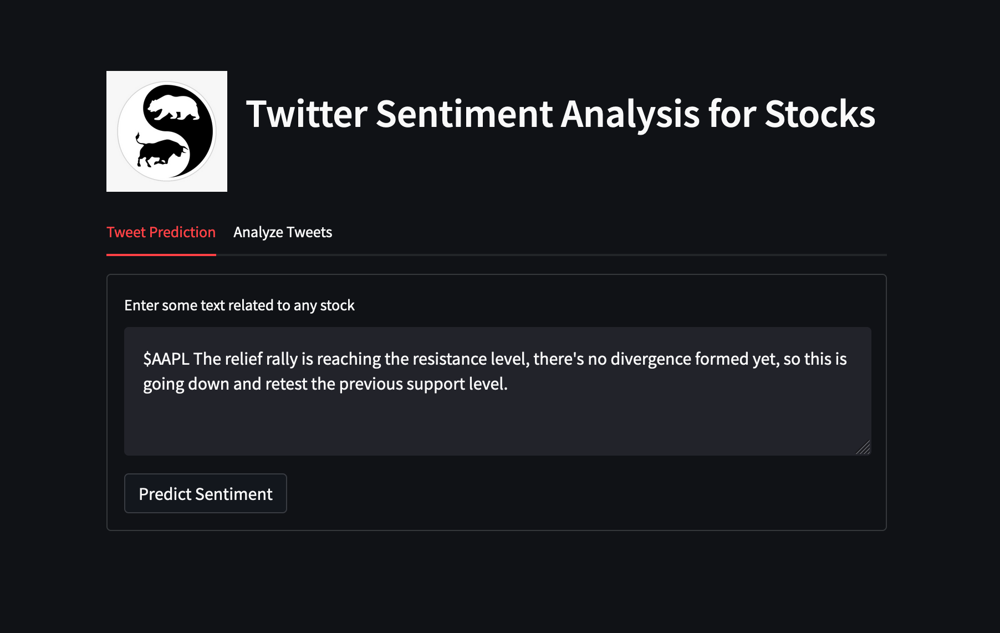 Twitter Sentiment Analysis for Stocks
Tweet Prediction
Analyze Tweets
Enter some text related to any stock
$AAPL The relief rally is reaching the resistance level, there's no divergence formed yet, so this is
going down and retest the previous support level.
Predict Sentiment